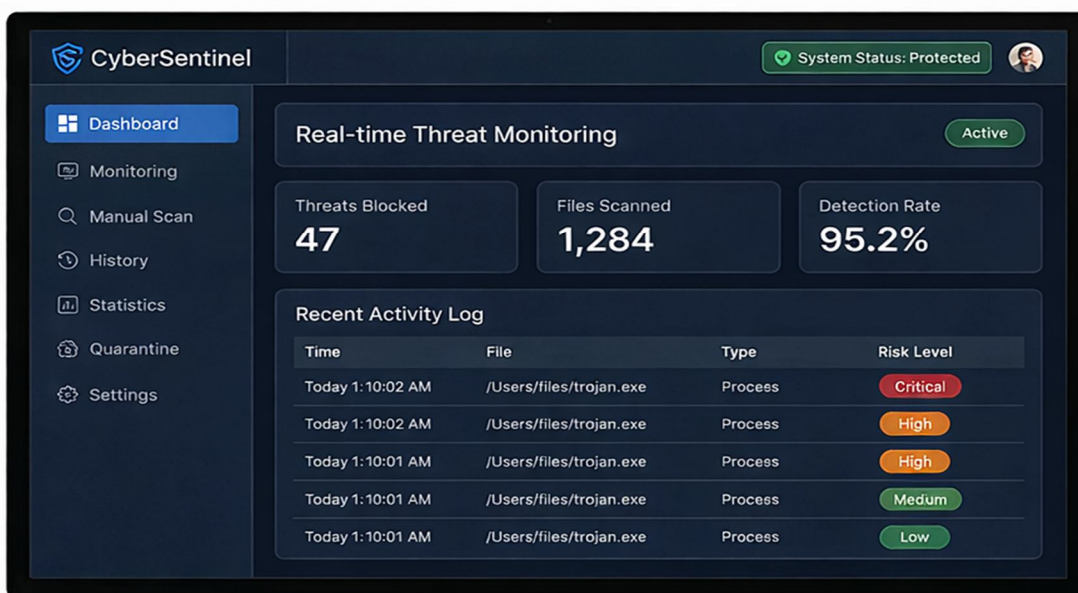 CyberSentinel
System Status: Protected
Dashboard
Monitoring
Manual Scan
History
Statistics
Quarantine
Settings
Real-time Threat Monitoring
Active
Threats Blocked
47
Files Scanned
1,284
Detection Rate
95.2%
Recent Activity Log
Time File Type Risk Level
Today 1:10:02 AM /Users/files/trojan.exe Process Critical
Today 1:10:02 AM /Users/files/trojan.exe Process High
Today 1:10:01 AM /Users/files/trojan.exe Process High
Today 1:10:01 AM /Users/files/trojan.exe Process Medium
Today 1:10:01 AM /Users/files/trojan.exe Process Low